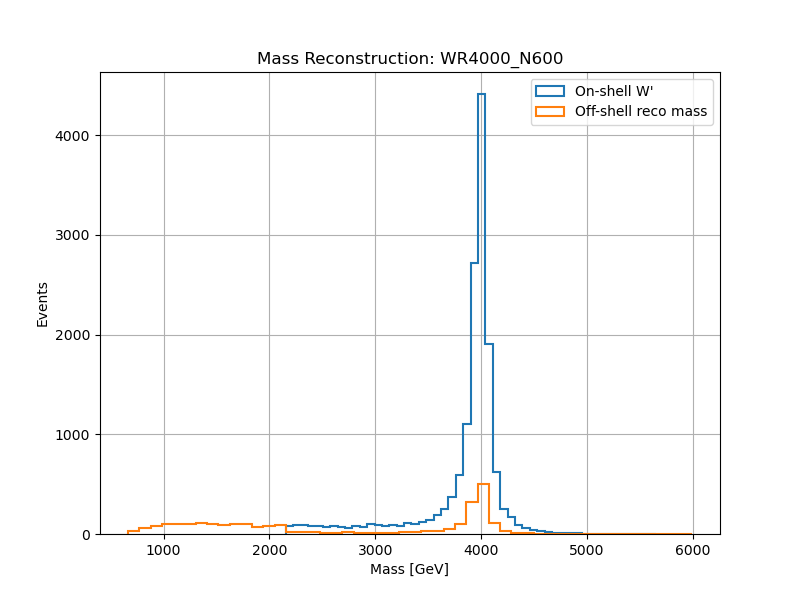 Mass Reconstruction: WR4000_N600
On-shell W'
Off-shell reco mass
4000
3000
2000
1000
0
Events
1000 2000 3000 4000 5000 6000
Mass [GeV]